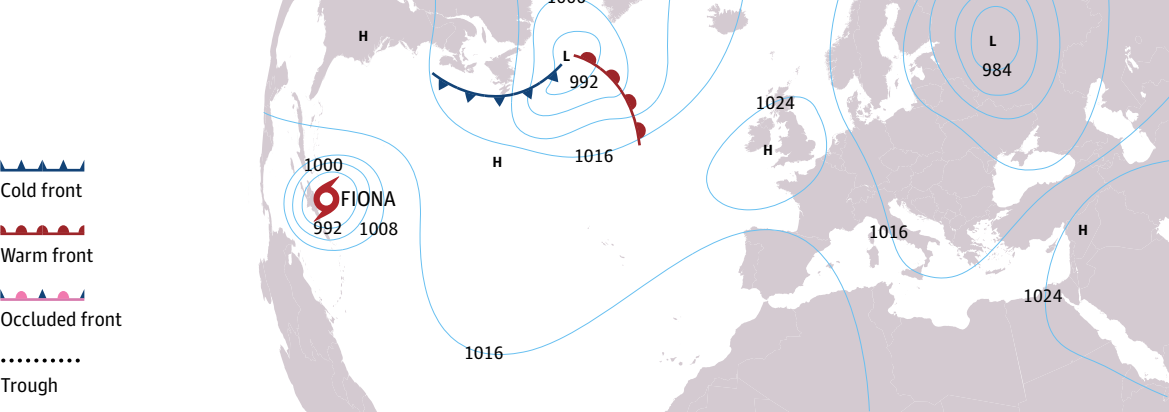 1000
H
L
L
992
984
1024
H
H
1016
1000
FIONA
992
1008
1016
H
1024
1016
Cold front
Warm front
Occluded front
Trough